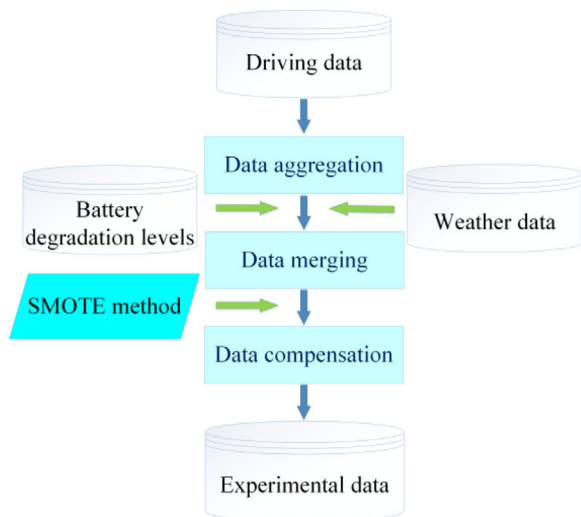 Driving data
Data aggregation
Battery
degradation levels
Weather data
Data merging
SMOTE method
Data compensation
Experimental data